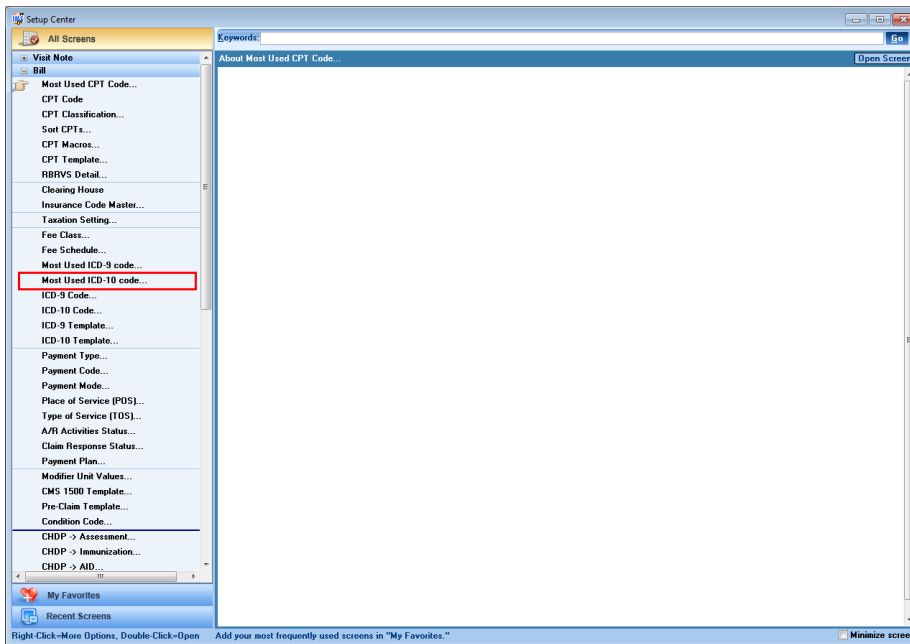 Setup Center
All Screens
Keywords:
Go
Visit Note
About Most Used CPT Code...
Open Screen
Bill
Most Used CPT Code...
CPT Code
CPT Classification...
Sort CPTs...
CPT Macros...
CPT Template...
RBRVS Detail...
Clearing House
Insurance Code Master...
Taxation Setting...
Fee Class...
Fee Schedule...
Most Used ICD-9 code...
Most Used ICD-10 code...
ICD-9 Code...
ICD-10 Code...
ICD-9 Template...
ICD-10 Template...
Payment Type...
Payment Code...
Payment Mode...
Place of Service (POS)...
Type of Service (TOS)...
A/R Activities Status...
Claim Response Status...
Payment Plan...
Modifier Unit Values...
CMS 1500 Template...
Pre-Claim Template...
Condition Code...
CHDP -> Assessment...
CHDP -> Immunization...
CHDP -> AID...
My Favorites
Recent Screens
Right-Click=More Options, Double-Click=Open
Add your most frequently used screens in "My Favorites."
Minimize scree